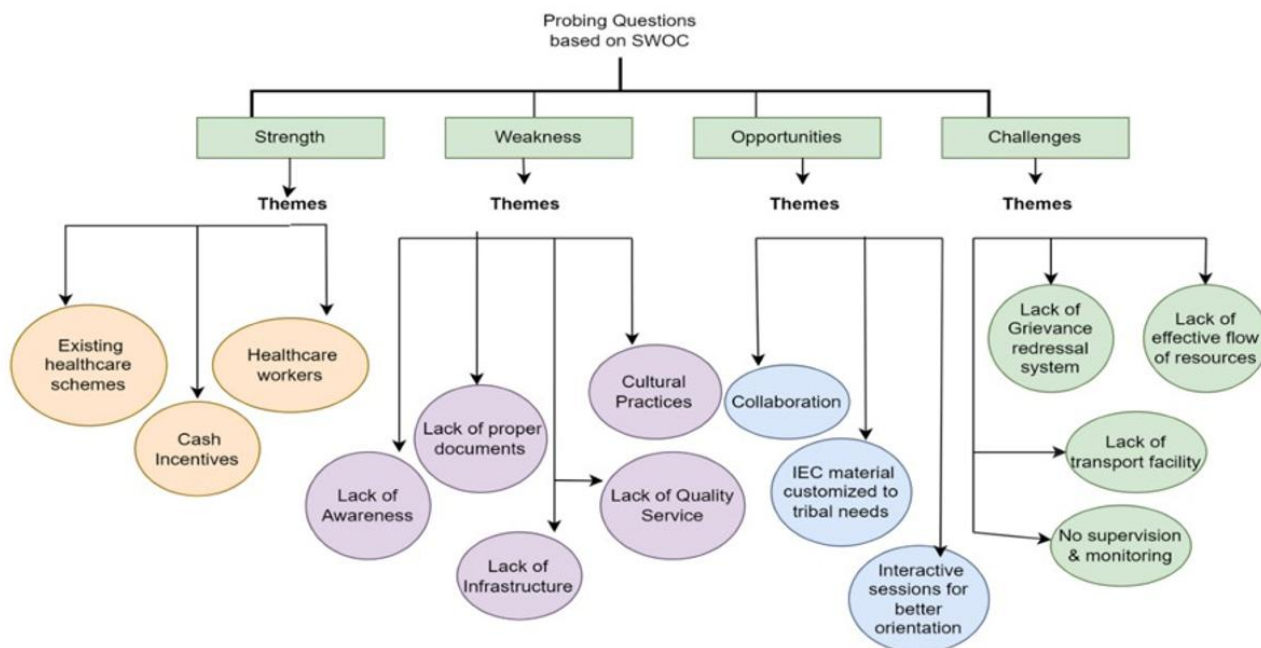 Probing Questions
based on SWOC
Strength
Weakness
Opportunities
Challenges
Themes
Themes
Themes
Themes
Existing
healthcare
schemes
Cash
Incentives
Healthcare
workers
Lack of
Awareness
Lack of proper
documents
Lack of
Infrastructure
Lack of Quality
Service
Cultural
Practices
Collaboration
IEC material
customized to
tribal needs
Interactive
sessions for
better
orientation
Lack of
Grievance
redressal
system
Lack of
effective flow
of resources
Lack of
transport facility
No supervision
& monitoring